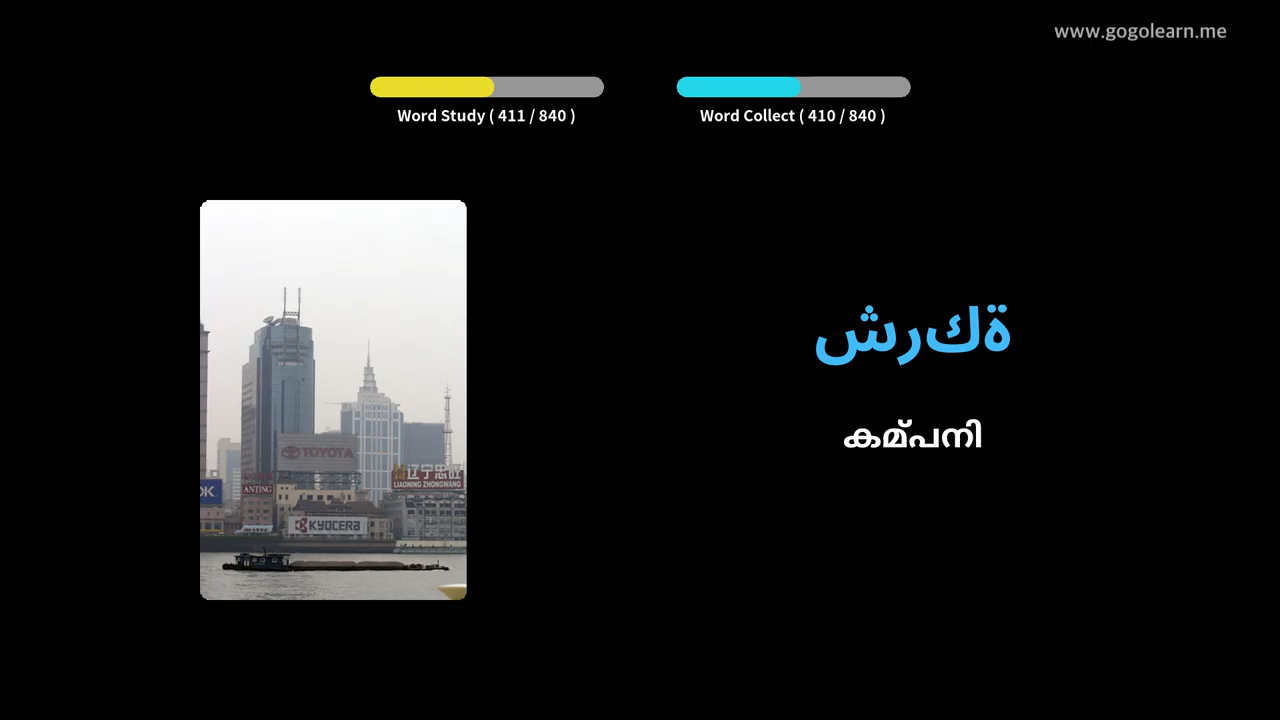 www.gogolearn.me
Word Study ( 411 / 840 )
Word Collect ( 410 / 840 )
شركة
കമ്പനി
TOYOTA
辽宁忠旺
LIAONING ZHONGWANG
ANTING
KYOCERA